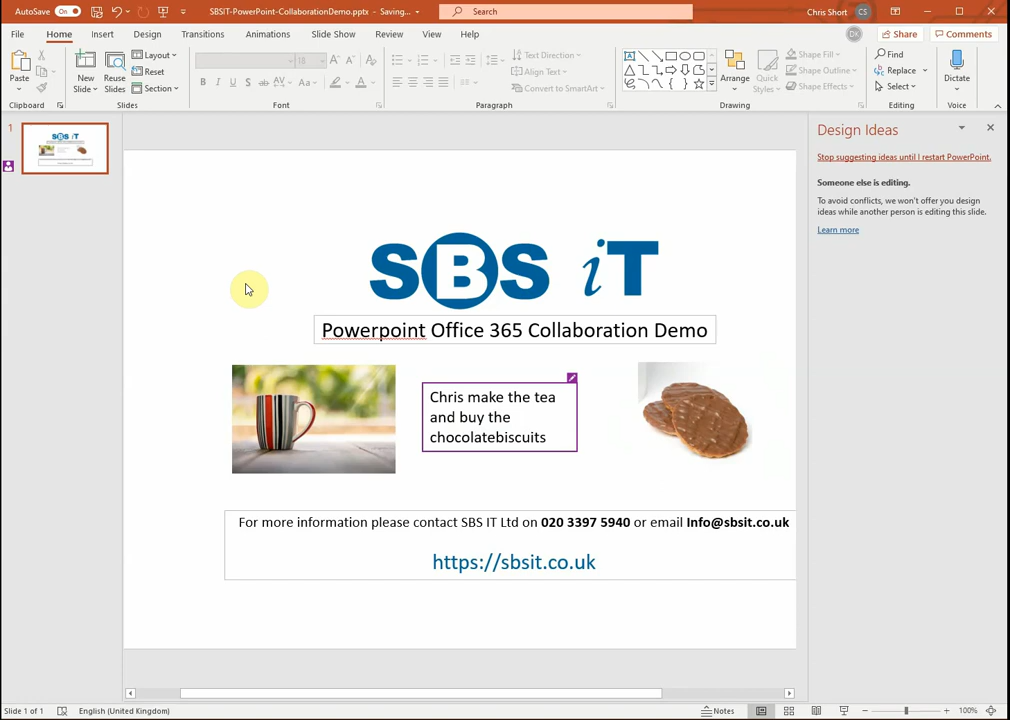 AutoSave On SBSIT-PowerPoint-CollaborationDemo.pptx - Saving... Search Chris Short CS
File Home Insert Design Transitions Animations Slide Show Review View Help DK Share Comments
Paste
Clipboard
New
Slide
Reuse
Slides
Layout
Reset
Section
Slides
18
B I U S ab AV Aa A
Font
Text Direction
Align Text
Convert to SmartArt
Paragraph
Arrange
Quick
Styles
Shape Fill
Shape Outline
Shape Effects
Drawing
Find
Replace
Select
Editing
Dictate
Voice
1
SBS iT
Powerpoint Office 365 Collaboration Demo
Chris make the tea
and buy the
chocolatebiscuits
For more information please contact SBS IT Ltd on 020 3397 5940 or email Info@sbsit.co.uk
https://sbsit.co.uk
Design Ideas
Stop suggesting ideas until I restart PowerPoint.
Someone else is editing.
To avoid conflicts, we won't offer you design
ideas while another person is editing this slide.
Learn more
Slide 1 of 1 English (United Kingdom) Notes 100%